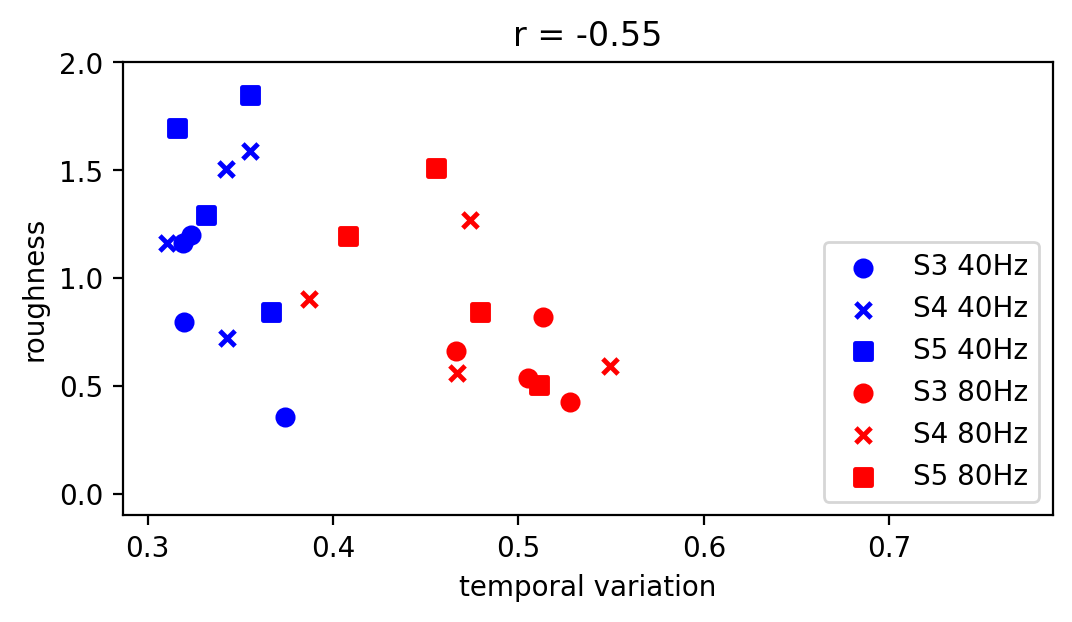 r = -0.55
2.0
1.5
1.0
0.5
0.0
roughness
0.3 0.4 0.5 0.6 0.7
temporal variation
S3 40Hz
S4 40Hz
S5 40Hz
S3 80Hz
S4 80Hz
S5 80Hz